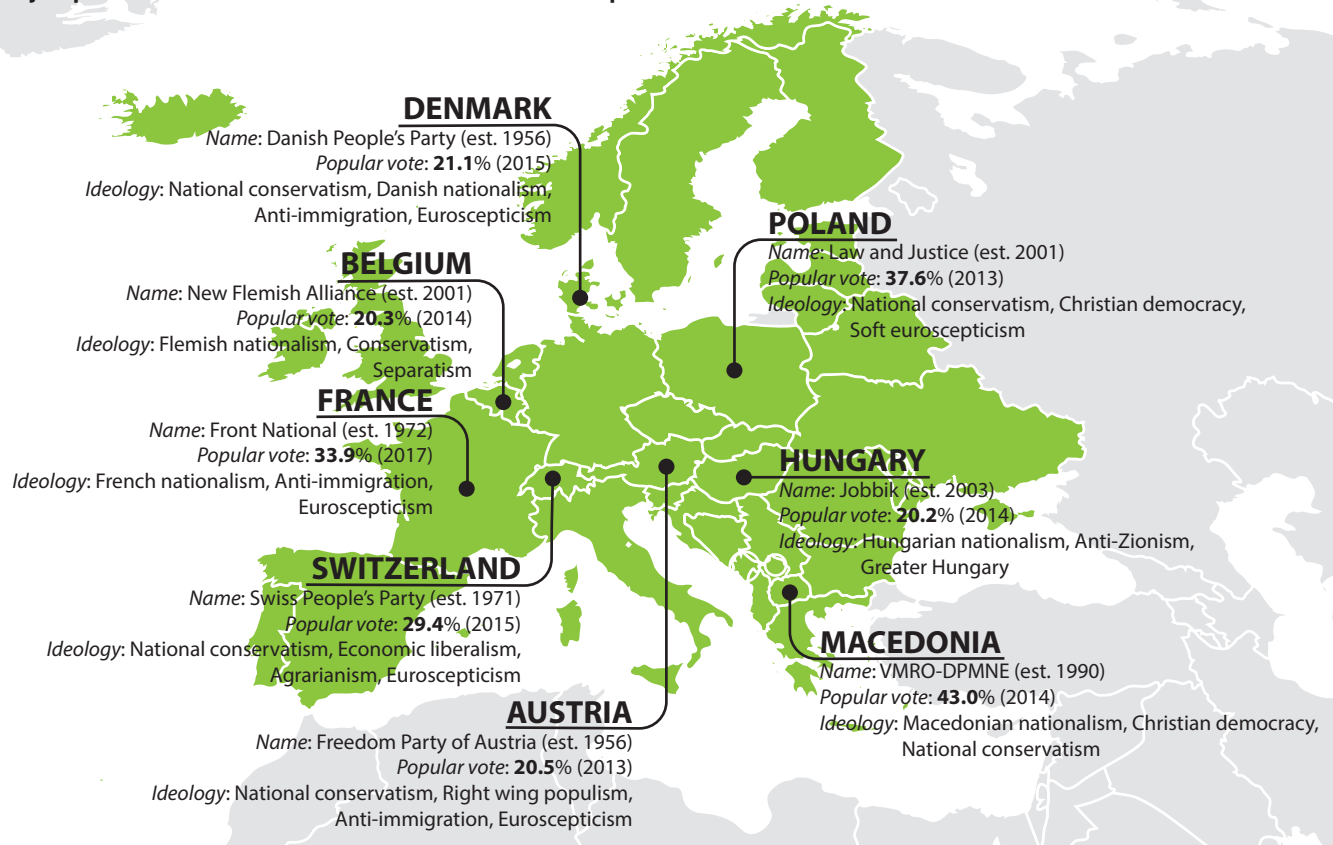 DENMARK
Name: Danish People's Party (est. 1956)
Popular vote: 21.1% (2015)
Ideology: National conservatism, Danish nationalism,
Anti-immigration, Euroscepticism
BELGIUM
Name: New Flemish Alliance (est. 2001)
Popular vote: 20.3% (2014)
Ideology: Flemish nationalism, Conservatism,
Separatism
FRANCE
Name: Front National (est. 1972)
Popular vote: 33.9% (2017)
Ideology: French nationalism, Anti-immigration,
Euroscepticism
SWITZERLAND
Name: Swiss People's Party (est. 1971)
Popular vote: 29.4% (2015)
Ideology: National conservatism, Economic liberalism,
Agrarianism, Euroscepticism
AUSTRIA
Name: Freedom Party of Austria (est. 1956)
Popular vote: 20.5% (2013)
Ideology: National conservatism, Right wing populism,
Anti-immigration, Euroscepticism
POLAND
Name: Law and Justice (est. 2001)
Popular vote: 37.6% (2013)
Ideology: National conservatism, Christian democracy,
Soft euroscepticism
HUNGARY
Name: Jobbik (est. 2003)
Popular vote: 20.2% (2014)
Ideology: Hungarian nationalism, Anti-Zionism,
Greater Hungary
MACEDONIA
Name: VMRO-DPMNE (est. 1990)
Popular vote: 43.0% (2014)
Ideology: Macedonian nationalism, Christian democracy,
National conservatism